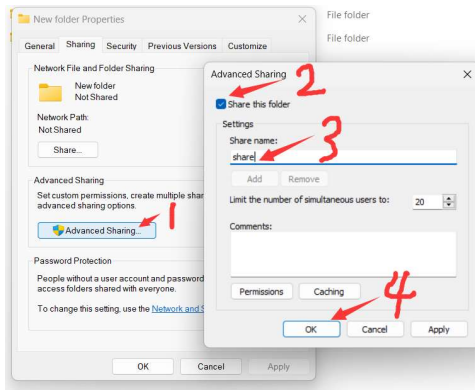 New folder Properties
File folder
File folder
General Sharing Security Previous Versions Customize
Network File and Folder Sharing
New folder
Not Shared
Network Path:
Not Shared
Share...
Advanced Sharing
Set custom permissions, create multiple shar
advanced sharing options.
Advanced Sharing...
1
Password Protection
People without a user account and password
access folders shared with everyone.
To change this setting, use the Network and S
OK Cancel Apply
Advanced Sharing
2
Share this folder
Settings
Share name:
3
share
Add Remove
Limit the number of simultaneous users to: 20
Comments:
Permissions Caching
4
OK Cancel Apply